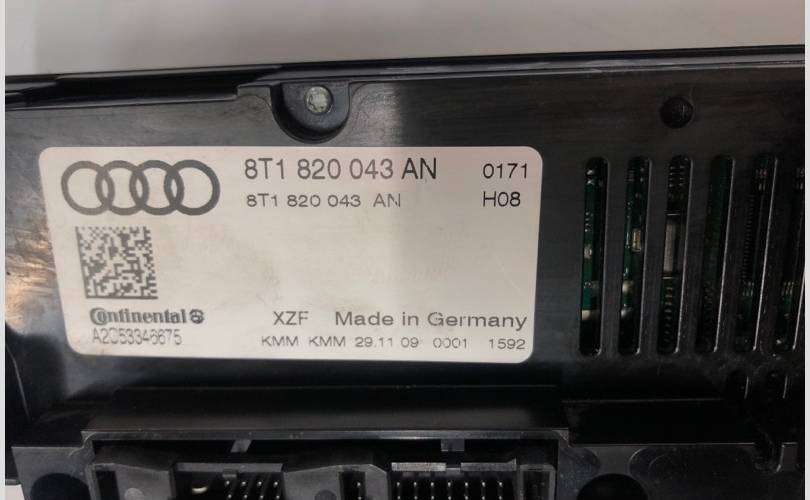 8T1 820 043 AN 0171
8T1 820 043 AN H08
Continental
A2C53346675
XZF Made in Germany
KMM KMM 29.11 09 0001 1592